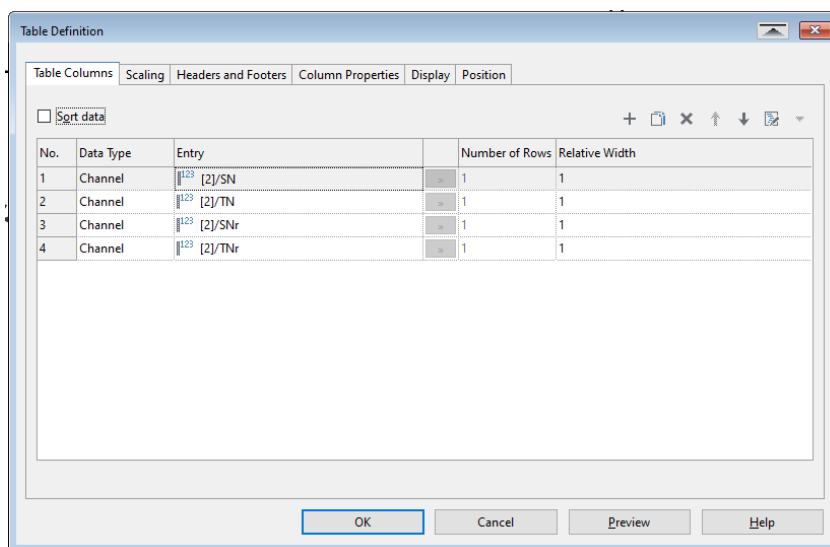 Table Definition
Table Columns Scaling Headers and Footers Column Properties Display Position
Sort data
No. Data Type Entry Number of Rows Relative Width
1 Channel 123 [2]/SN » 1 1
2 Channel 123 [2]/TN » 1 1
3 Channel 123 [2]/SNr » 1 1
4 Channel 123 [2]/TNr » 1 1
OK Cancel Preview Help